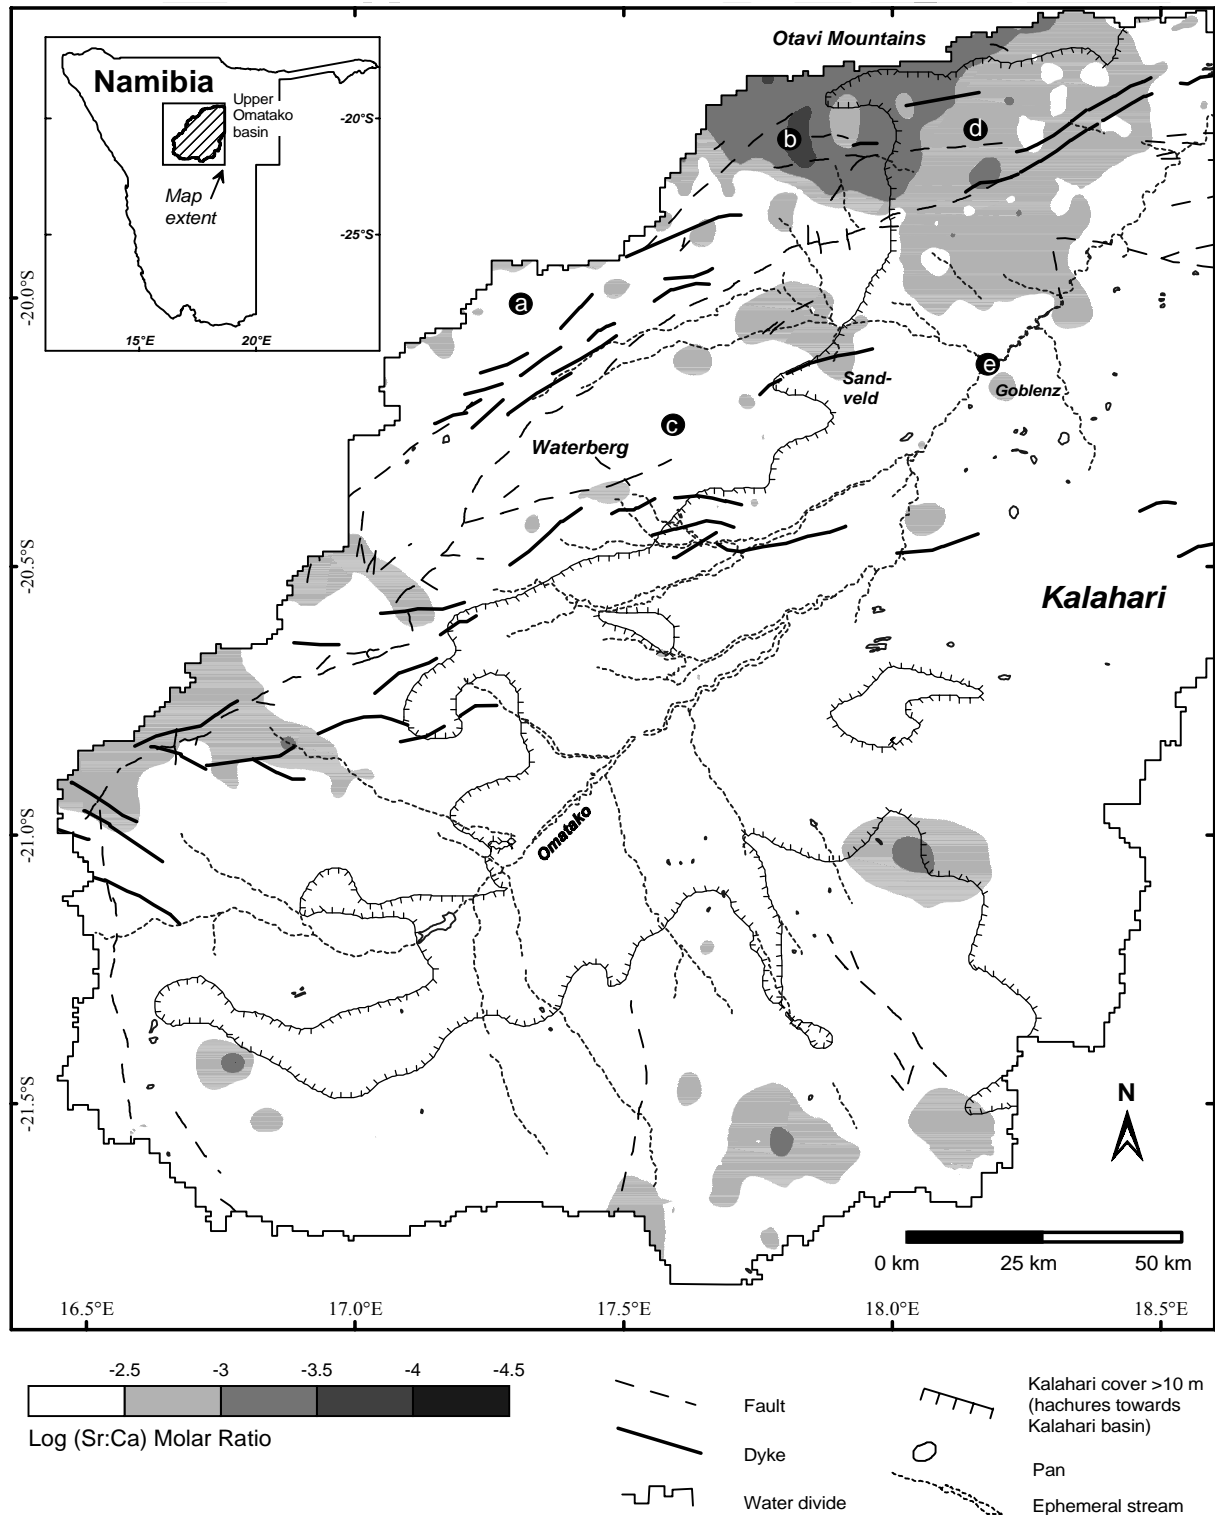 Otavi Mountains
Namibia
Upper
Omatako
basin
-20°S
Map
extent
-25°S
15°E
20°E
b
d
a
e
c
Sand-
veld
Goblenz
Waterberg
Kalahari
Omatako
-20.0°S
-20.5°S
-21.0°S
-21.5°S
N
0 km
25 km
50 km
16.5°E
17.0°E
17.5°E
18.0°E
18.5°E
-2.5
-3
-3.5
-4
-4.5
Log (Sr:Ca) Molar Ratio
Fault
Dyke
Water divide
Kalahari cover >10 m
(hachures towards
Kalahari basin)
Pan
Ephemeral stream